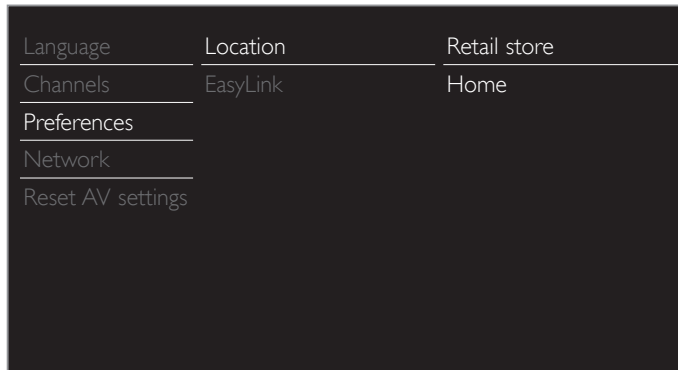 Language
Channels
Preferences
Network
Reset AV settings
Location
EasyLink
Retail store
Home